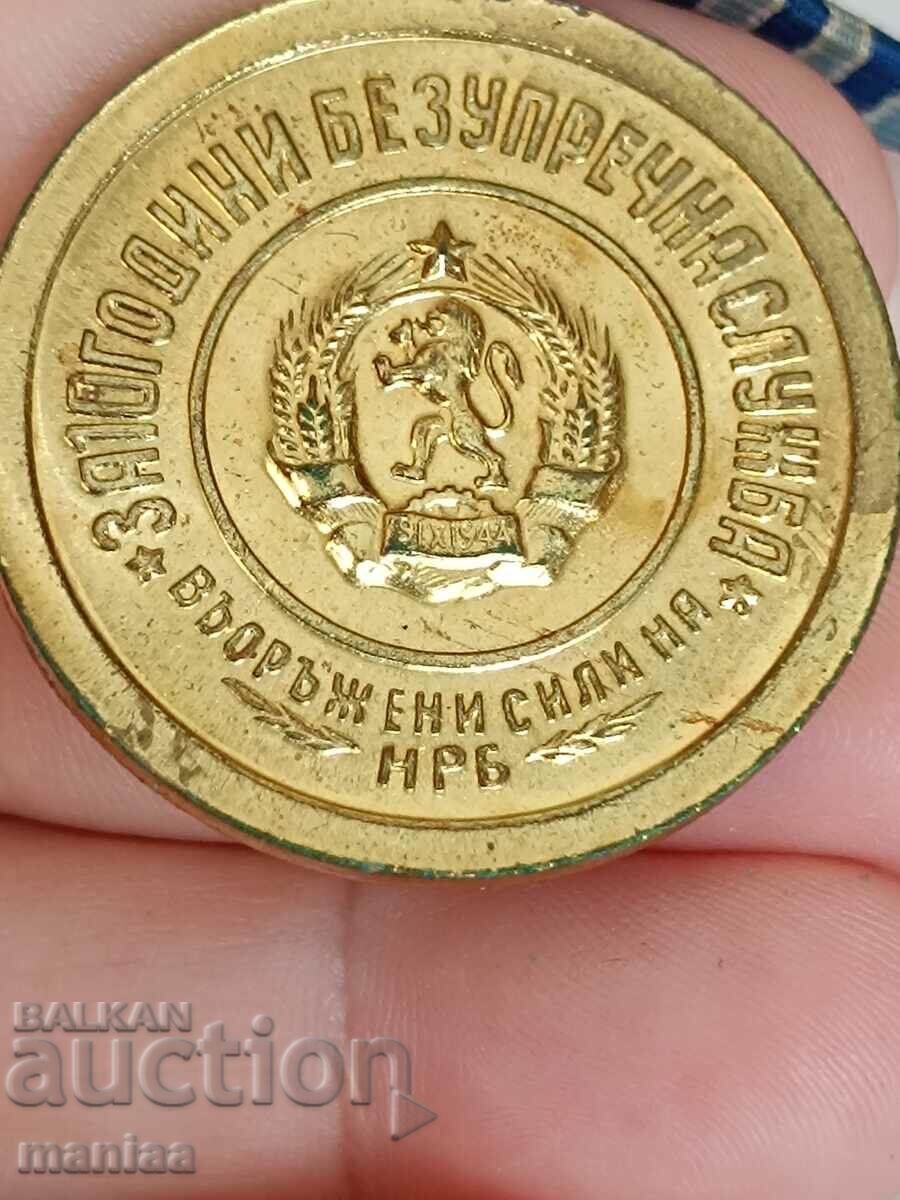 ЗА 10 ГОДИНИ БЕЗУПРЕЧНА СЛУЖБА
ВЪОРЪЖЕНИ СИЛИ НА
НРБ
9 IX 1944
BALKAN
auction
maniaa